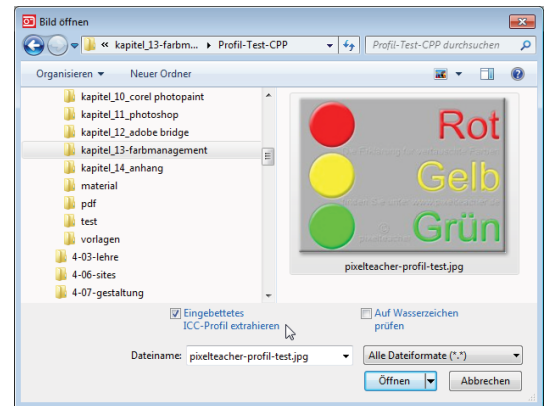 Bild öffnen
« kapitel_13-farbm... ▸ Profil-Test-CPP
Profil-Test-CPP durchsuchen
Organisieren ▾ Neuer Ordner
kapitel_10_corel photopaint
kapitel_11_photoshop
kapitel_12_adobe bridge
kapitel_13-farbmanagement
kapitel_14_anhang
material
pdf
test
vorlagen
4-03-lehre
4-06-sites
4-07-gestaltung
Rot
Gelb
Grün
pixelteacher-profil-test.jpg
Eingebettetes
ICC-Profil extrahieren
Auf Wasserzeichen
prüfen
Dateiname: pixelteacher-profil-test.jpg
Alle Dateiformate (*.*)
Öffnen
Abbrechen